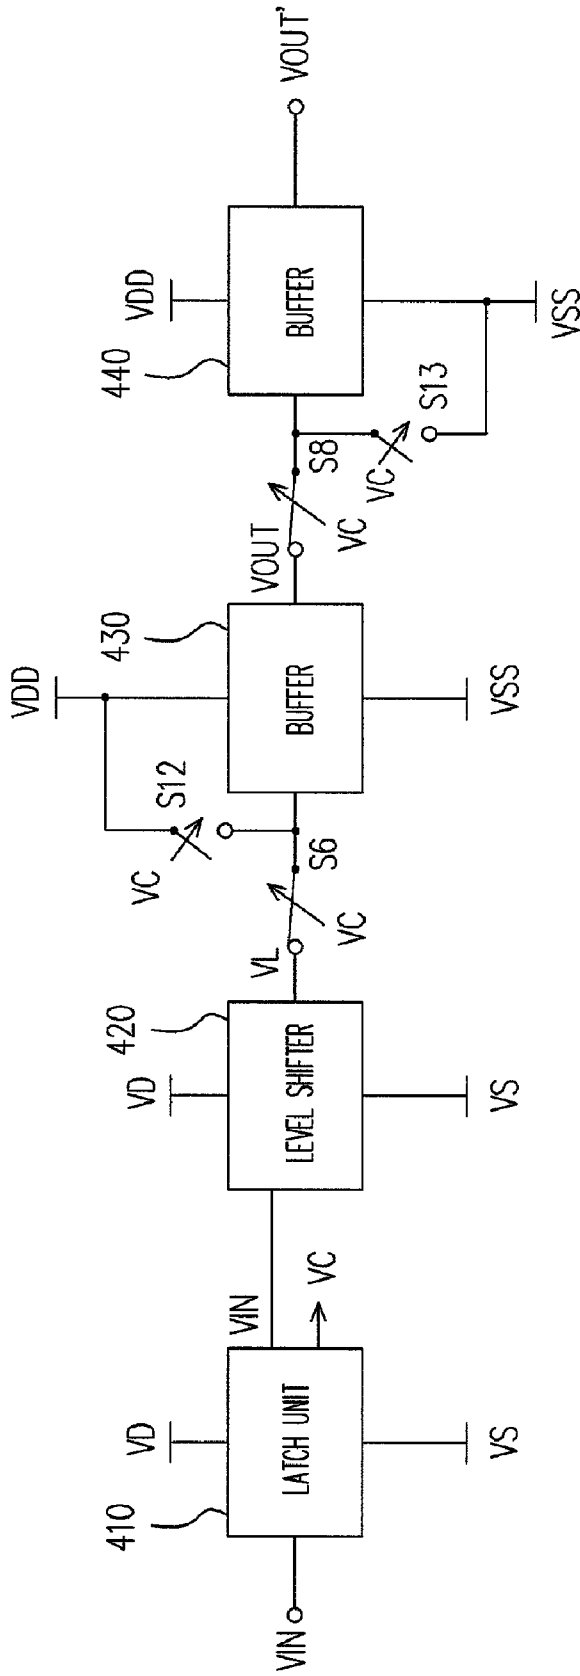 VIN
410
VD
LATCH UNIT
VS
VIN
VC
420
VD
LEVEL SHIFTER
VS
VL
VC
S6
VC
S12
VDD
430
BUFFER
VSS
VOUT
VC
S8
VC
S13
440
VDD
BUFFER
VSS
VOUT'